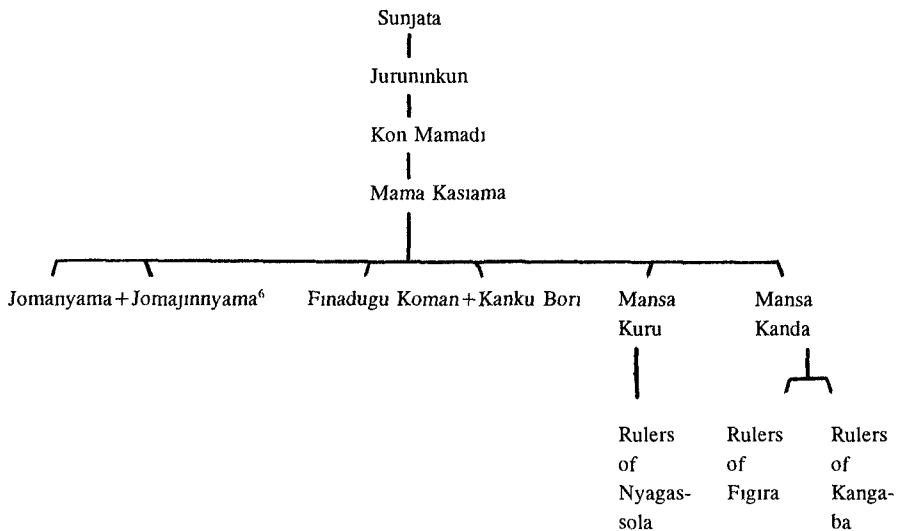 Sunjata
Juruninkun
Kon Mamadi
Mama Kasiama
Jomanyama+Jomajinnyama⁶ Finadugu Koman+Kanku Bori Mansa Mansa
Kuru Kanda
Rulers Rulers Rulers
of of of
Nyagas- Figira Kanga-
sola ba